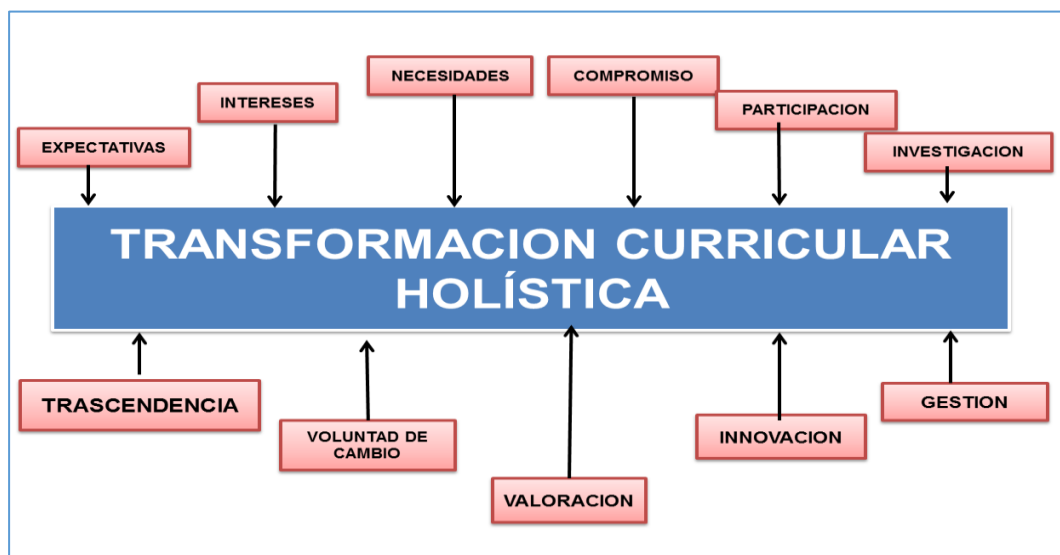 NECESIDADES
COMPROMISO
INTERESES
PARTICIPACION
EXPECTATIVAS
INVESTIGACION
TRANSFORMACION CURRICULAR
HOLÍSTICA
TRASCENDENCIA
GESTION
VOLUNTAD DE
CAMBIO
INNOVACION
VALORACION